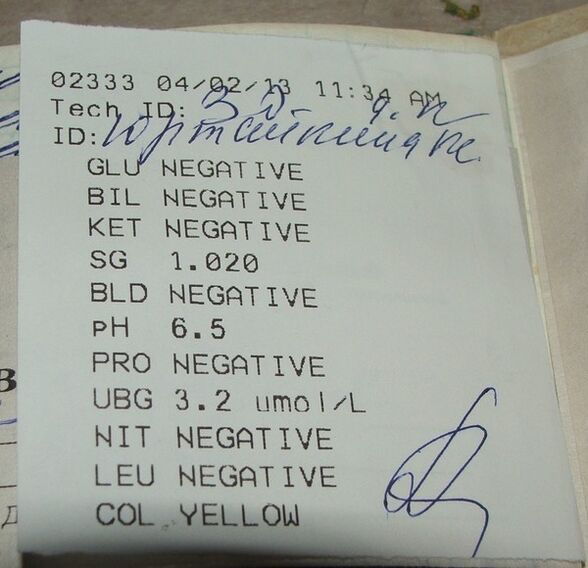 02333 04/02/13 11:34 AM
Tech ID:
ID:
GLU NEGATIVE
BIL NEGATIVE
KET NEGATIVE
SG 1.020
BLD NEGATIVE
pH 6.5
PRO NEGATIVE
UBG 3.2 umol/L
NIT NEGATIVE
LEU NEGATIVE
COL YELLOW